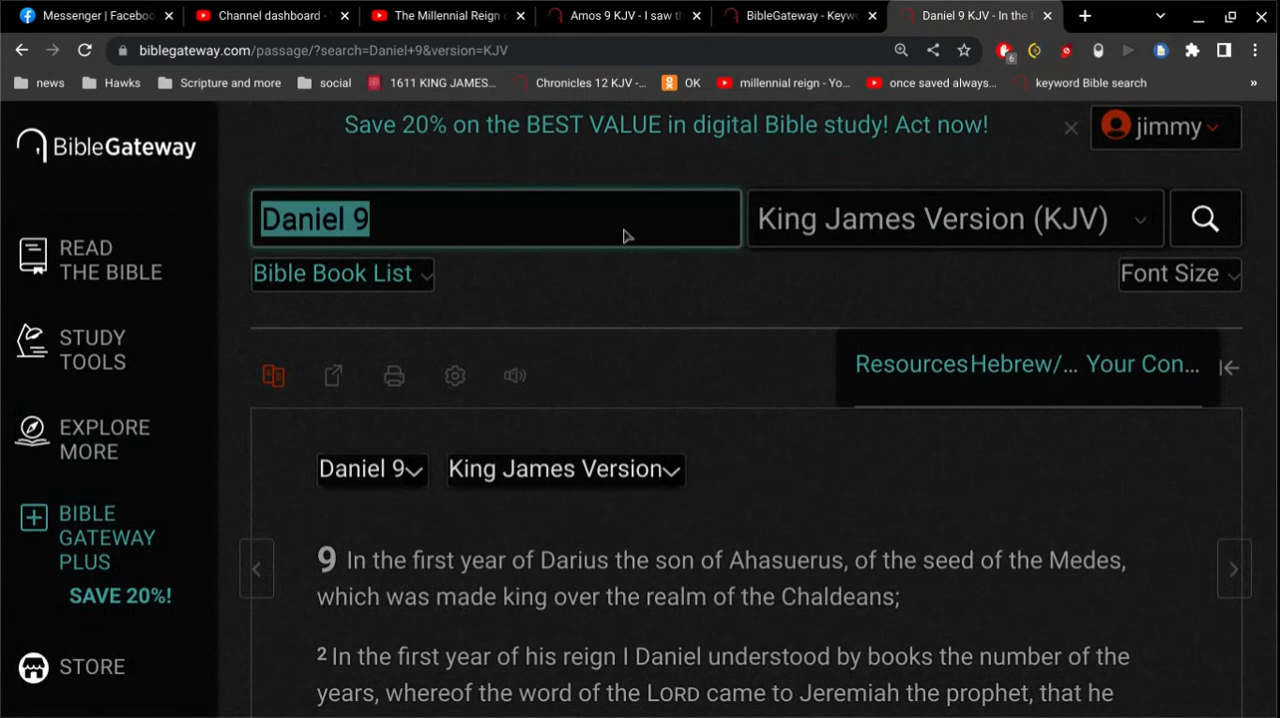 Messenger | Faceboo
Channel dashboard -
The Millennial Reign o
Amos 9 KJV - I saw th
BibleGateway - Keyw
Daniel 9 KJV - In the f
biblegateway.com/passage/?search=Daniel+9&version=KJV
6
news
Hawks
Scripture and more
social
1611 KING JAMES...
Chronicles 12 KJV -...
OK
millennial reign - Yo...
once saved always...
keyword Bible search
»
BibleGateway
Save 20% on the BEST VALUE in digital Bible study! Act now!
jimmy
Daniel 9
King James Version (KJV)
Bible Book List
Font Size
READ
THE BIBLE
STUDY
TOOLS
EXPLORE
MORE
BIBLE
GATEWAY
PLUS
SAVE 20%!
STORE
Resources
Hebrew/...
Your Con...
Daniel 9
King James Version
9 In the first year of Darius the son of Ahasuerus, of the seed of the Medes,
which was made king over the realm of the Chaldeans;
2 In the first year of his reign I Daniel understood by books the number of the
years, whereof the word of the LORD came to Jeremiah the prophet, that he